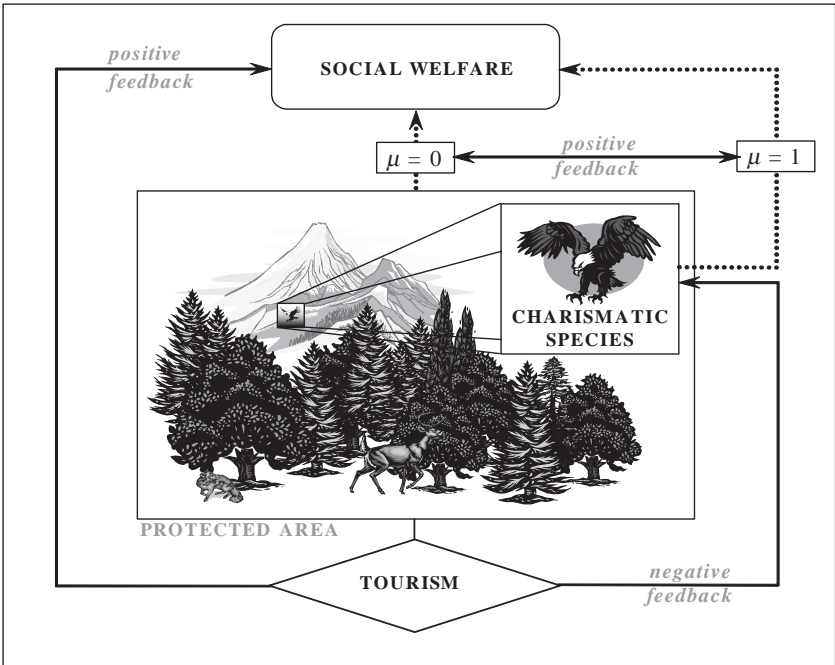 SOCIAL WELFARE
positive
feedback
μ = 0
positive
feedback
μ = 1
CHARISMATIC
SPECIES
PROTECTED AREA
TOURISM
negative
feedback